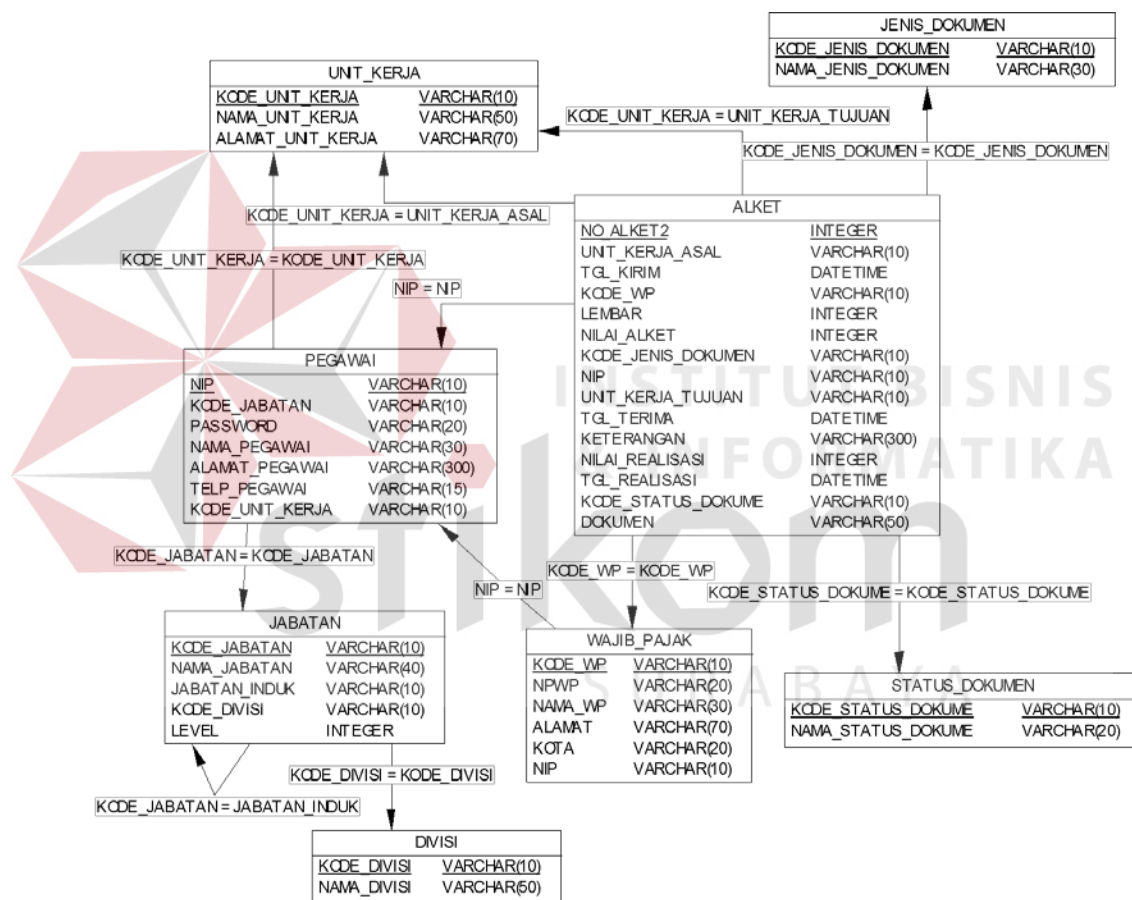 JENIS_DOKUMEN
KODE_JENIS_DOKUMEN VARCHAR(10)
NAMA_JENIS_DOKUMEN VARCHAR(30)
UNIT_KERJA
KODE_UNIT_KERJA VARCHAR(10)
NAMA_UNIT_KERJA VARCHAR(50)
ALAMAT_UNIT_KERJA VARCHAR(70)
KODE_UNIT_KERJA = UNIT_KERJA_TUJUAN
KODE_JENIS_DOKUMEN = KODE_JENIS_DOKUMEN
KODE_UNIT_KERJA = UNIT_KERJA_ASAL
KODE_UNIT_KERJA = KODE_UNIT_KERJA
NIP = NIP
ALKET
NO_ALKET2 INTEGER
UNIT_KERJA_ASAL VARCHAR(10)
TGL_KIRIM DATETIME
KODE_WP VARCHAR(10)
LEMBAR INTEGER
NILAI_ALKET INTEGER
KODE_JENIS_DOKUMEN VARCHAR(10)
NIP VARCHAR(10)
UNIT_KERJA_TUJUAN VARCHAR(10)
TGL_TERIMA DATETIME
KETERANGAN VARCHAR(300)
NILAI_REALISASI INTEGER
TGL_REALISASI DATETIME
KODE_STATUS_DOKUME VARCHAR(10)
DOKUMEN VARCHAR(50)
PEGAWAI
NIP VARCHAR(10)
KODE_JABATAN VARCHAR(10)
PASSWORD VARCHAR(20)
NAMA_PEGAWAI VARCHAR(30)
ALAMAT_PEGAWAI VARCHAR(300)
TELP_PEGAWAI VARCHAR(15)
KODE_UNIT_KERJA VARCHAR(10)
INSTITUT BISNIS
& INFORMATIKA
stikom
SURABAYA
KODE_JABATAN = KODE_JABATAN
NIP = NIP
KODE_WP = KODE_WP
KODE_STATUS_DOKUME = KODE_STATUS_DOKUME
JABATAN
KODE_JABATAN VARCHAR(10)
NAMA_JABATAN VARCHAR(40)
JABATAN_INDUK VARCHAR(10)
KODE_DIVISI VARCHAR(10)
LEVEL INTEGER
WAJIB_PAJAK
KODE_WP VARCHAR(10)
NPWP VARCHAR(20)
NAMA_WP VARCHAR(30)
ALAMAT VARCHAR(70)
KOTA VARCHAR(20)
NIP VARCHAR(10)
STATUS_DOKUMEN
KODE_STATUS_DOKUME VARCHAR(10)
NAMA_STATUS_DOKUME VARCHAR(20)
KODE_DIVISI = KODE_DIVISI
KODE_JABATAN = JABATAN_INDUK
DIVISI
KODE_DIVISI VARCHAR(10)
NAMA_DIVISI VARCHAR(50)